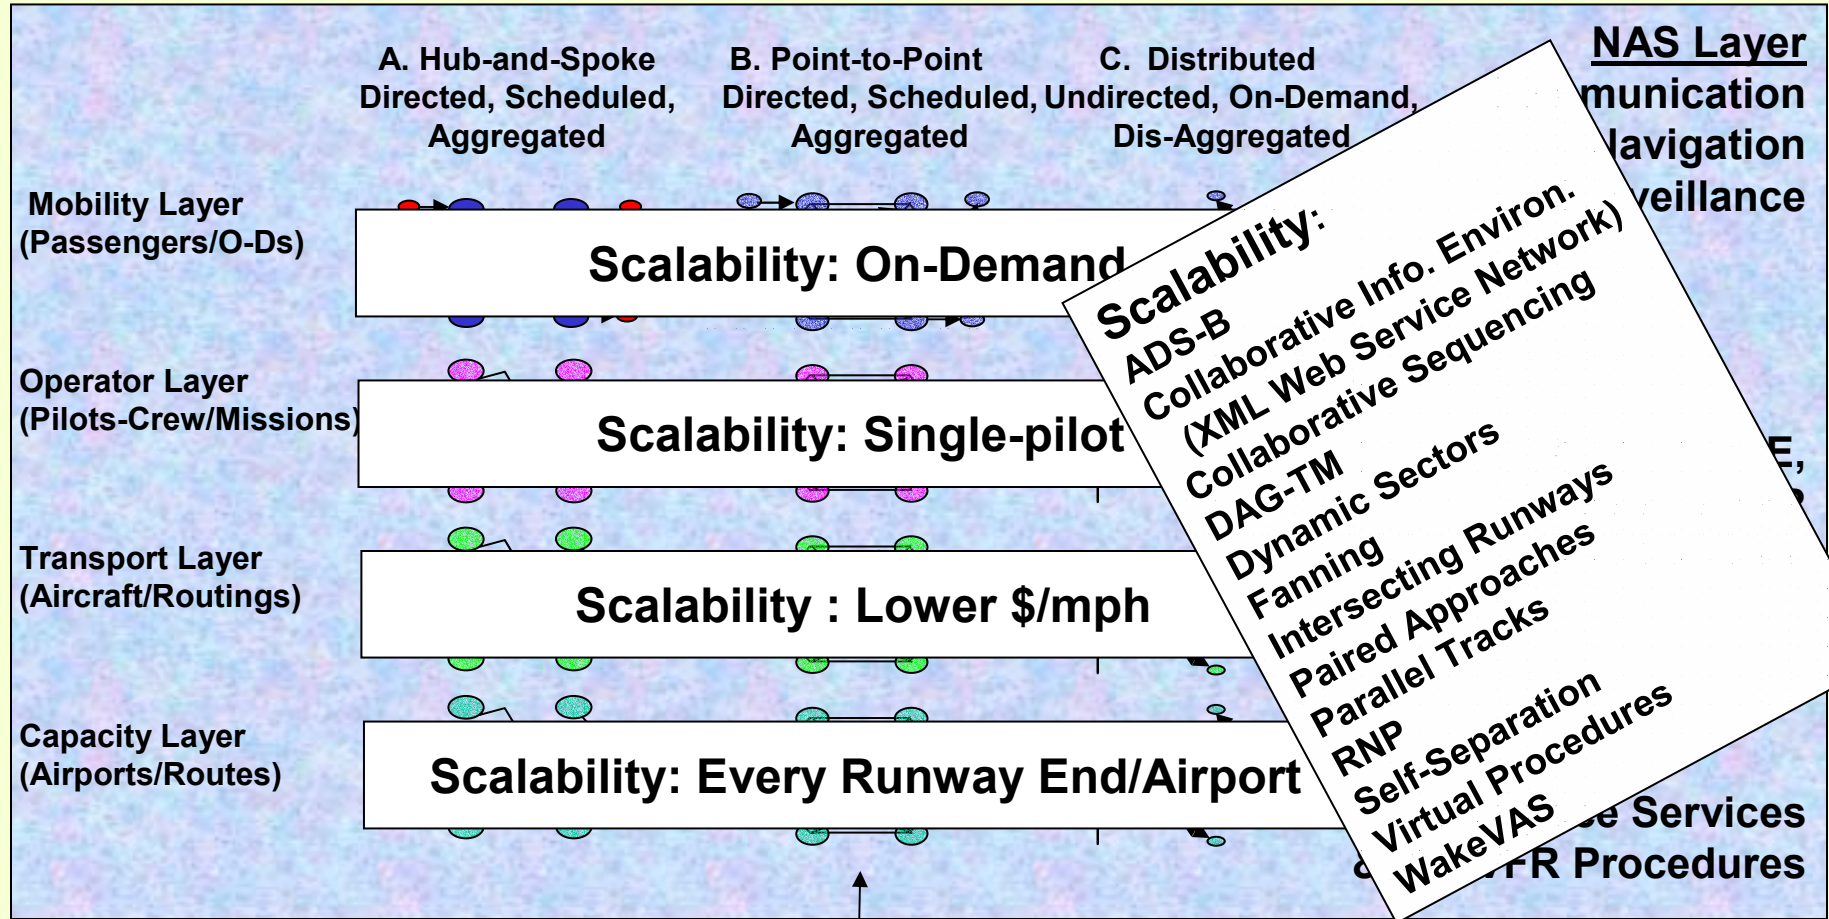 A. Hub-and-Spoke
Directed, Scheduled,
Aggregated
B. Point-to-Point
Directed, Scheduled,
Aggregated
C. Distributed
Undirected, On-Demand,
Dis-Aggregated
NAS Layer
munication
avigation
veillance
E,
e Services
FR Procedures
Mobility Layer
(Passengers/O-Ds)
Scalability: On-Demand
Operator Layer
(Pilots-Crew/Missions)
Scalability: Single-pilot
Transport Layer
(Aircraft/Routings)
Scalability : Lower $/mph
Capacity Layer
(Airports/Routes)
Scalability: Every Runway End/Airport
Scalability:
ADS-B
Collaborative Info. Environ.
(XML Web Service Network)
Collaborative Sequencing
DAG-TM
Dynamic Sectors
Fanning
Intersecting Runways
Paired Approaches
Parallel Tracks
RNP
Self-Separation
Virtual Procedures
WakeVAS